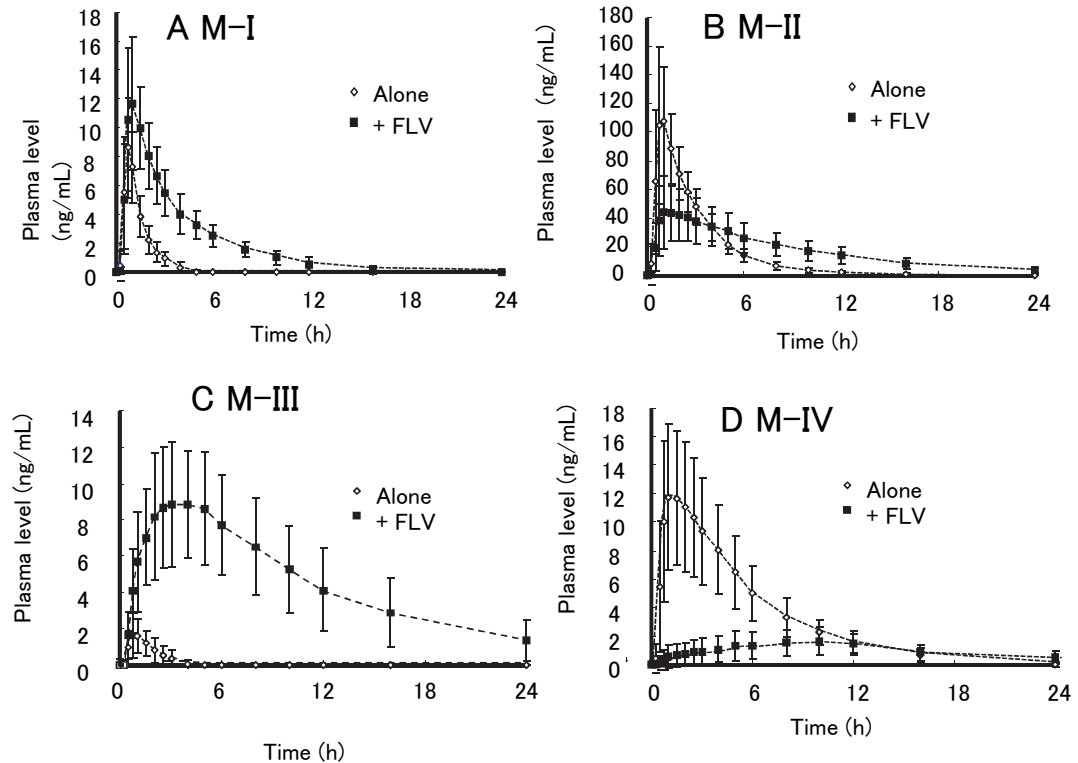 A M-I
Plasma level
(ng/mL)
18
16
14
12
10
8
6
4
2
0
Alone
+ FLV
0
6
12
18
24
Time (h)
B M-II
Plasma level (ng/mL)
180
160
140
120
100
80
60
40
20
0
Alone
+ FLV
0
6
12
18
24
Time (h)
C M-III
Plasma level (ng/mL)
14
12
10
8
6
4
2
0
Alone
+ FLV
0
6
12
18
24
Time (h)
D M-IV
Plasma level (ng/mL)
18
16
14
12
10
8
6
4
2
0
Alone
+ FLV
0
6
12
18
24
Time (h)